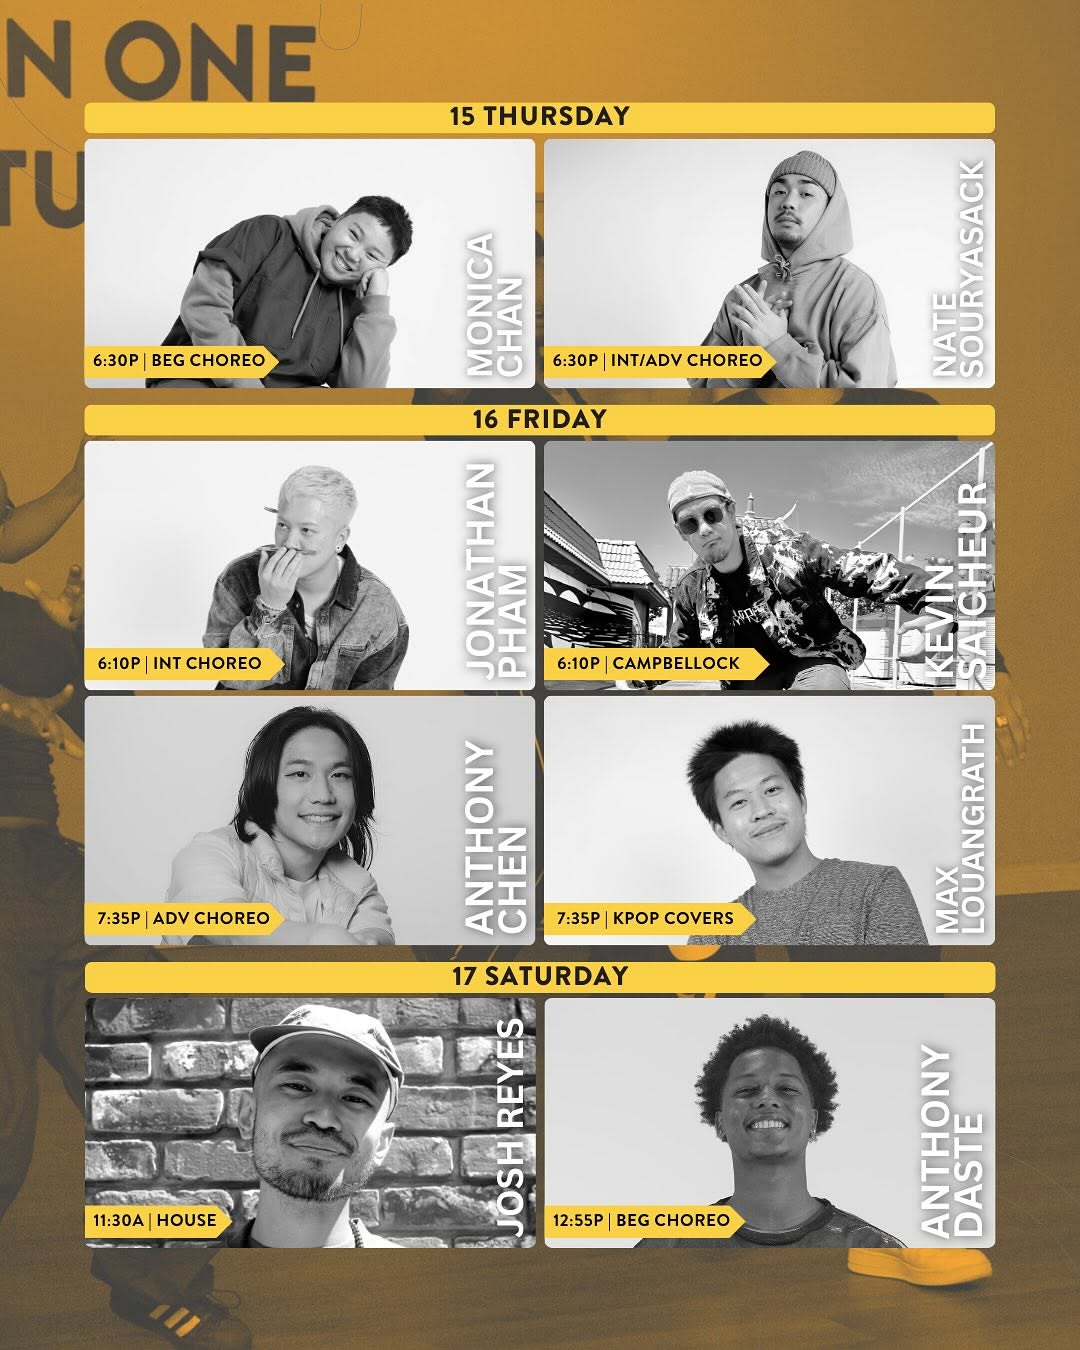 N ONE
TU
15 THURSDAY
MONICA
CHAN
6:30P | BEG CHOREO
NATE
SOURYASACK
6:30P | INT/ADV CHOREO
16 FRIDAY
JONATHAN
PHAM
6:10P | INT CHOREO
KEVIN
SAICHEUR
6:10P | CAMPBELLOCK
ANTHONY
CHEN
7:35P | ADV CHOREO
MAX
LOUANGRATH
7:35P | KPOP COVERS
17 SATURDAY
JOSH REYES
11:30A | HOUSE
ANTHONY
DASTE
12:55P | BEG CHOREO